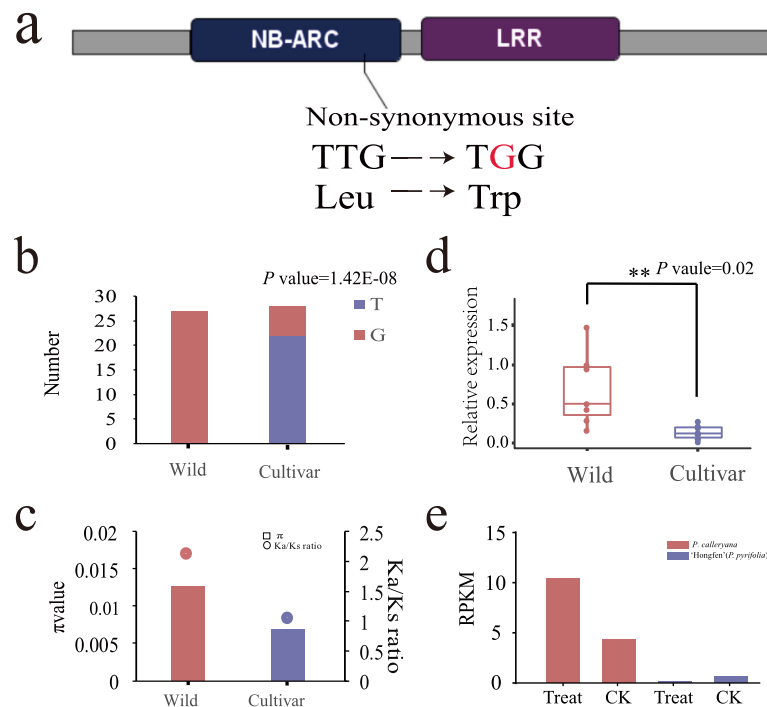 a
NB-ARC LRR
Non-synonymous site
TTG TGG
Leu Trp
b
P value=1.42E-08
30
25
20
15
10
5
0
Number
T
G
Wild Cultivar
d
** P vaule=0.02
Relative expression
1.5
1.0
0.5
0.0
Wild Cultivar
c
0.02
0.015
0.01
0.005
0
πvalue
π
Ka/Ks ratio
2.5
2
1.5
1
0.5
0
Ka/Ks ratio
Wild Cultivar
e
15
10
5
0
RPKM
P. calleryana
'Hongfen'(P. pyrifolia)
Treat CK Treat CK